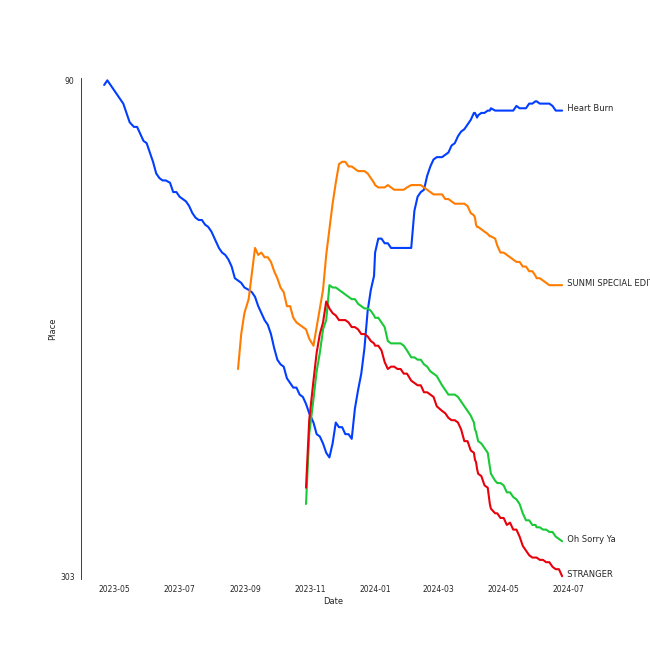 90
Heart Burn
SUNMI SPECIAL EDI
Place
Oh Sorry Ya
STRANGER
303
2023-05 2023-07 2023-09 2023-11 2024-01 2024-03 2024-05 2024-07
Date